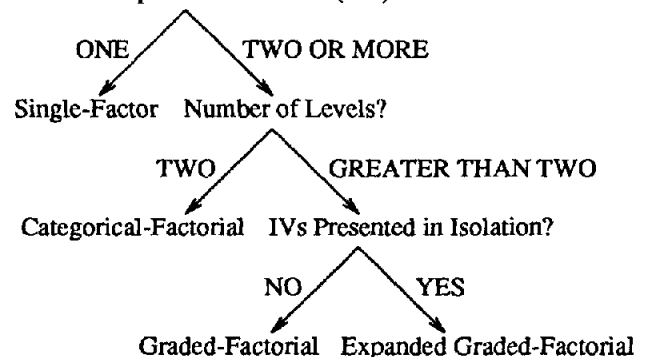 ONE TWO OR MORE
Single-Factor Number of Levels?
TWO GREATER THAN TWO
Categorical-Factorial IVs Presented in Isolation?
NO YES
Graded-Factorial Expanded Graded-Factorial